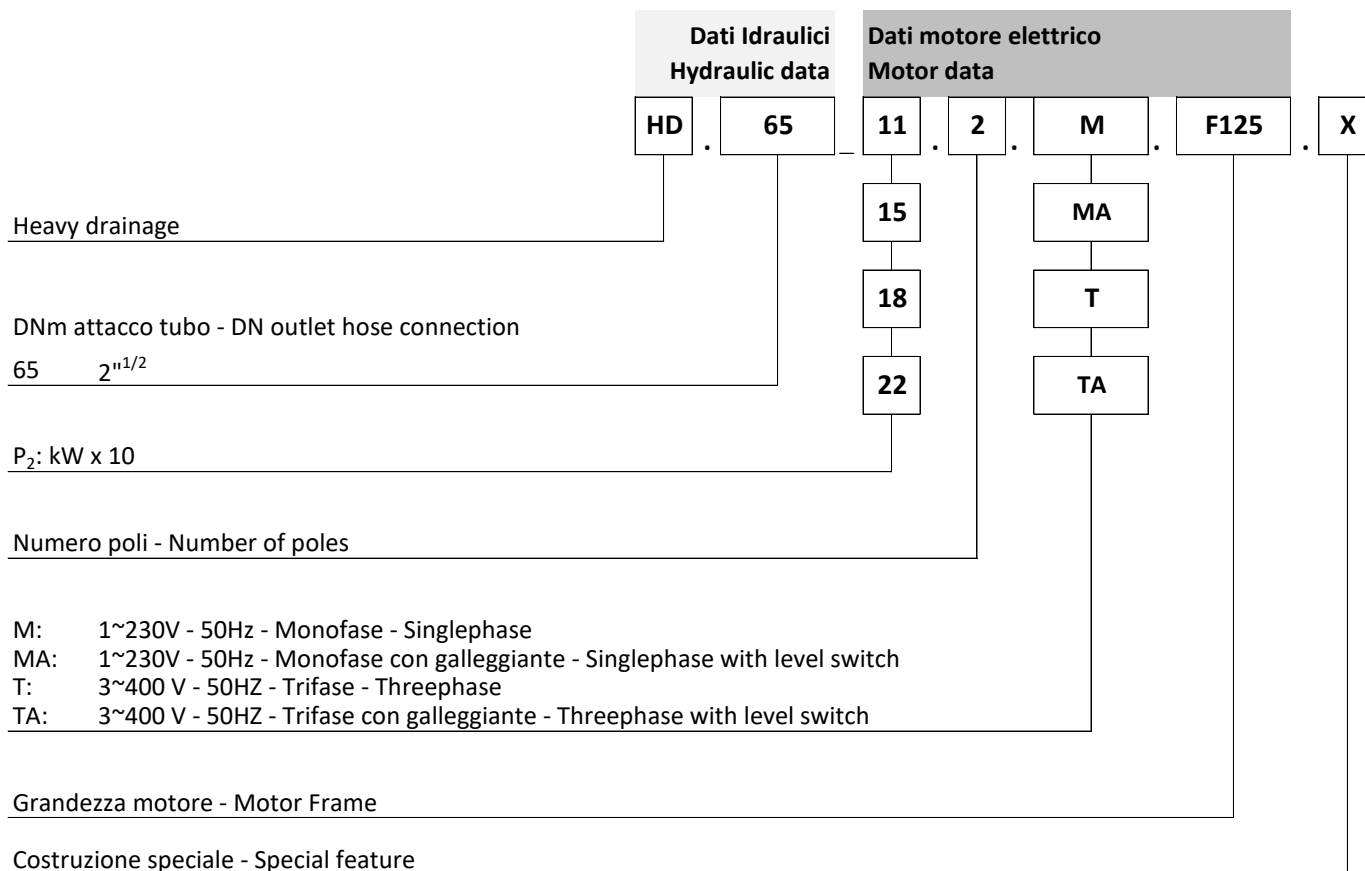 Dati Idraulici
Hydraulic data
Dati motore elettrico
Motor data
HD . 65 _ 11 . 2 . M . F125 . X
15 MA
Heavy drainage
18 T
DNm attacco tubo - DN outlet hose connection
65 2"1/2
22 TA
P2: kW x 10
Numero poli - Number of poles
M: 1~230V - 50Hz - Monofase - Singlephase
MA: 1~230V - 50Hz - Monofase con galleggiante - Singlephase with level switch
T: 3~400 V - 50HZ - Trifase - Threephase
TA: 3~400 V - 50HZ - Trifase con galleggiante - Threephase with level switch
Grandezza motore - Motor Frame
Costruzione speciale - Special feature